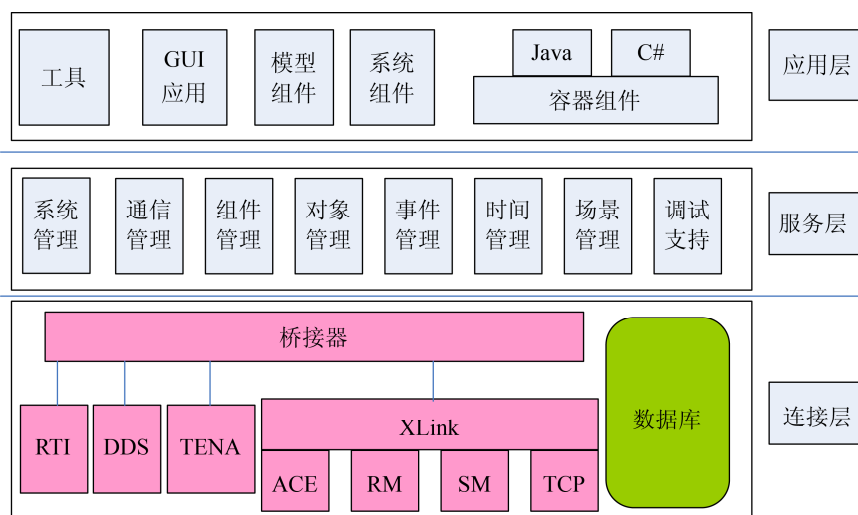 工具
GUI
应用
模型
组件
系统
组件
Java
C#
容器组件
应用层
系统
管理
通信
管理
组件
管理
对象
管理
事件
管理
时间
管理
场景
管理
调试
支持
服务层
桥接器
RTI
DDS
TENA
XLink
ACE
RM
SM
TCP
数据库
连接层